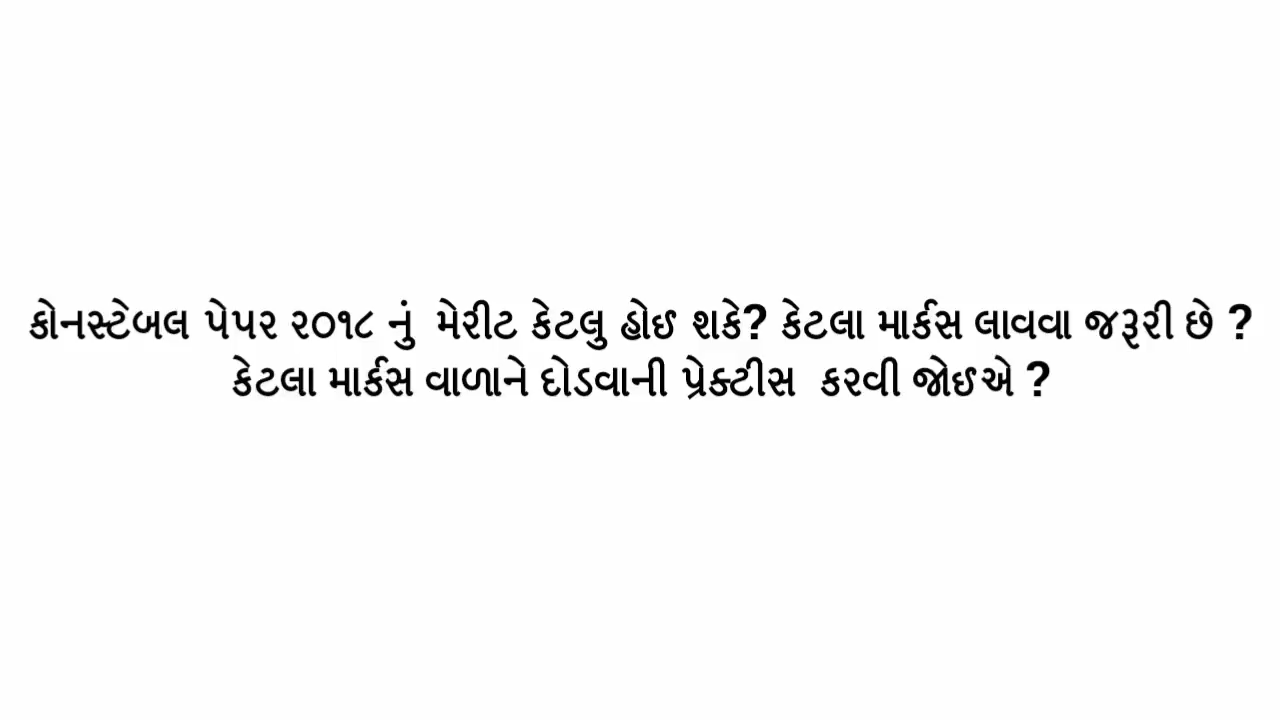 કોનસ્ટેબલ પેપર ૨૦૧૮ નું મેરીટ કેટલુ હોઇ શકે? કેટલા માર્કસ લાવવા જરૂરી છે ?
કેટલા માર્કસ વાળાને દોડવાની પ્રેક્ટીસ કરવી જોઇએ ?